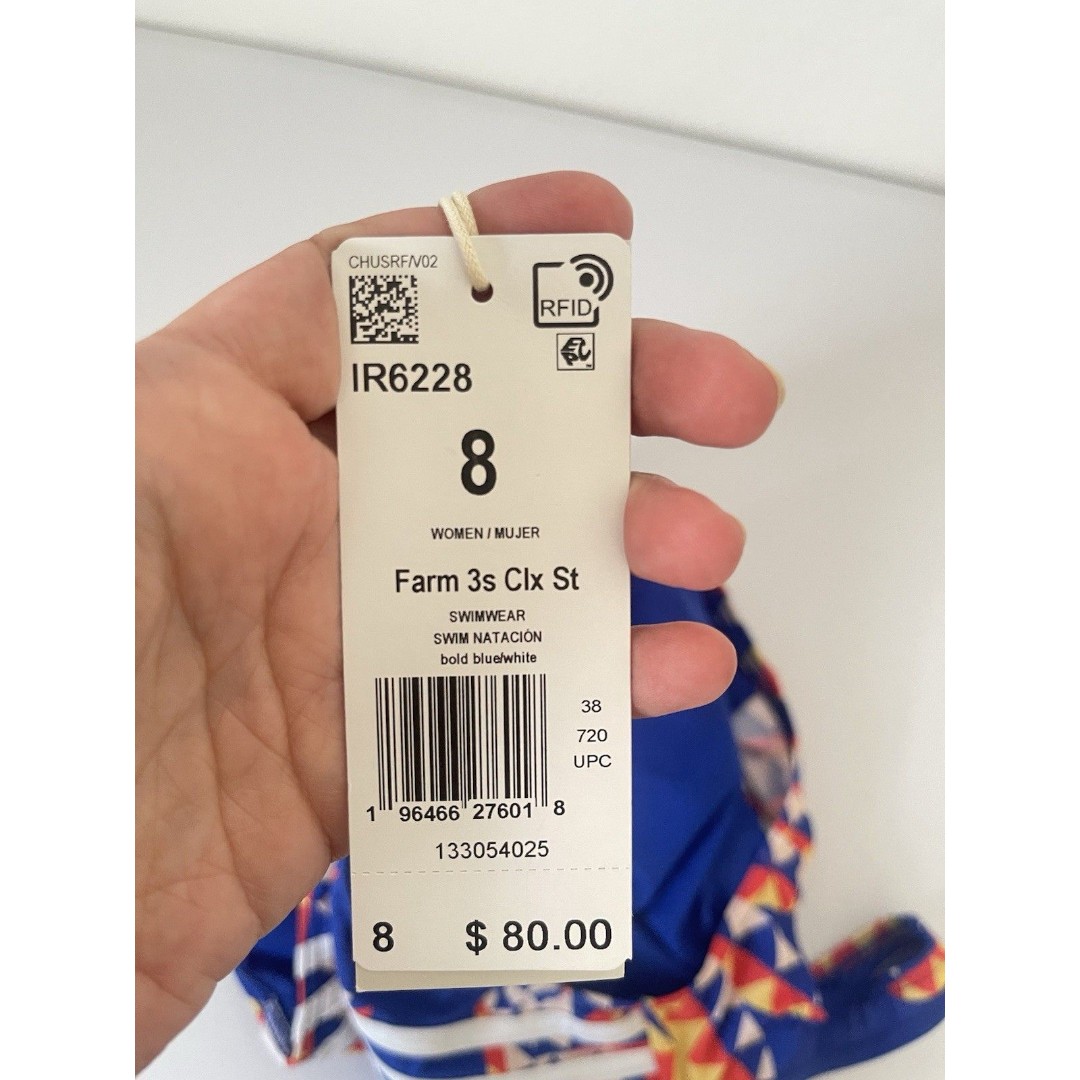 CHUSRF/V02
RFID
IR6228
8
WOMEN / MUJER
Farm 3s Clx St
SWIMWEAR
SWIM NATACIÓN
bold blue/white
38
720
UPC
1 96466 27601 8
133054025
8 $ 80.00